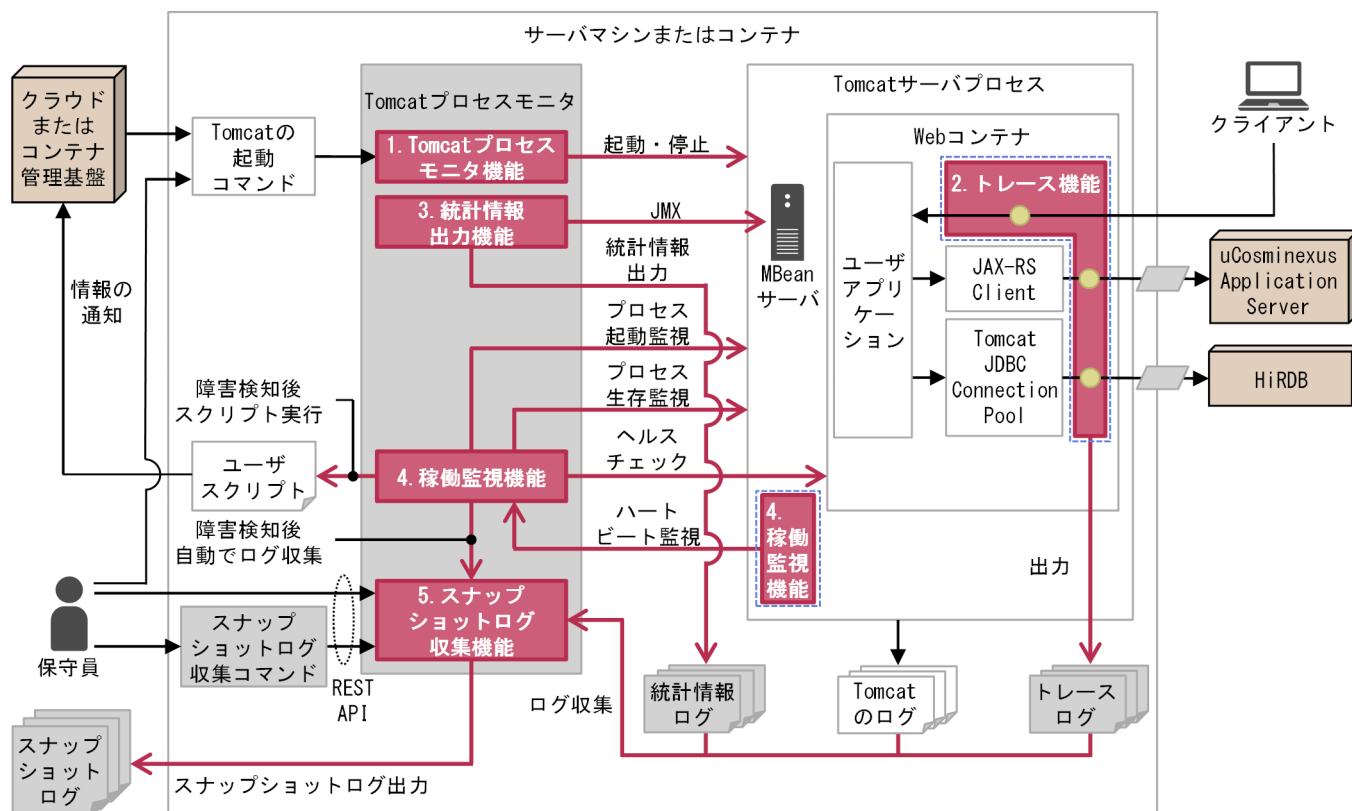 サーバマシンまたはコンテナ
クラウド
または
コンテナ
管理基盤
Tomcatの
起動
コマンド
Tomcatプロセスモニタ
1.Tomcatプロセス
モニタ機能
3.統計情報
出力機能
起動・停止
JMX
統計情報
出力
プロセス
起動監視
プロセス
生存監視
ヘルス
チェック
ハート
ビート監視
Tomcatサーバプロセス
MBean
サーバ
Webコンテナ
2.トレース機能
ユーザ
アプリ
ケー
ション
JAX-RS
Client
Tomcat
JDBC
Connection
Pool
クライアント
uCosminexus
Application
Server
HiRDB
情報の
通知
障害検知後
スクリプト実行
ユーザ
スクリプト
4.稼働監視機能
4.
稼働
監視
機能
障害検知後
自動でログ収集
出力
保守員
スナップ
ショットログ
収集コマンド
REST
API
5.スナップ
ショットログ
収集機能
ログ収集
統計情報
ログ
Tomcat
のログ
トレース
ログ
スナップ
ショット
ログ
スナップショットログ出力